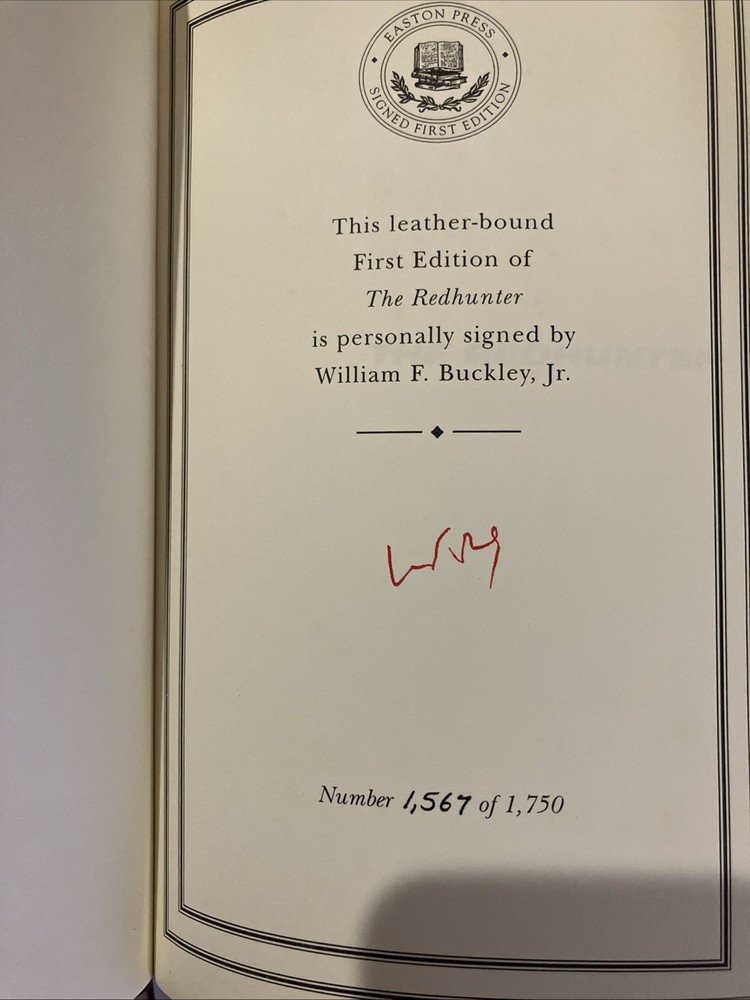 EASTON PRESS
SIGNED FIRST EDITION
This leather-bound
First Edition of
The Redhunter
is personally signed by
William F. Buckley, Jr.
Number 1,567 of 1,750